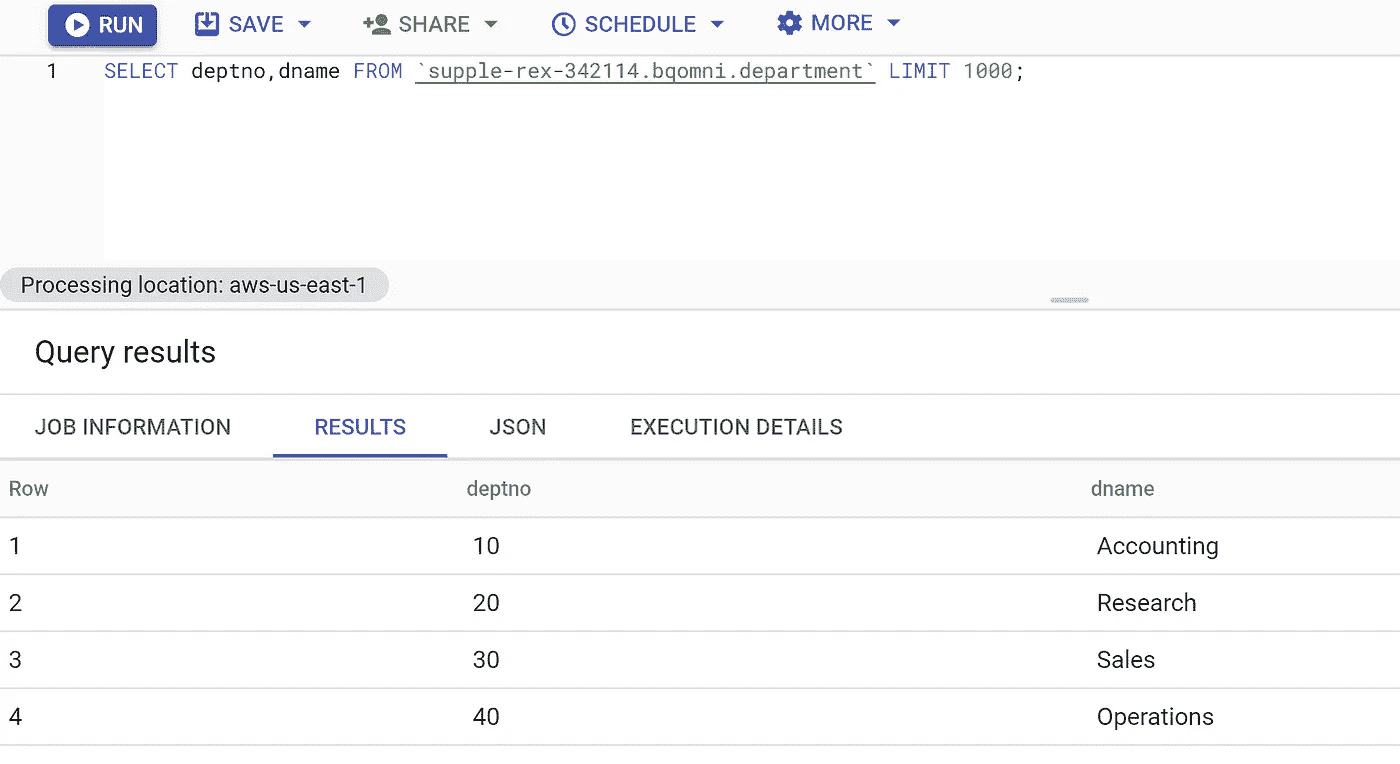 RUN SAVE SHARE SCHEDULE MORE
1 SELECT deptno,dname FROM `supple-rex-342114.bqomni.department` LIMIT 1000;
Processing location: aws-us-east-1
Query results
JOB INFORMATION RESULTS JSON EXECUTION DETAILS
Row deptno dname
1 10 Accounting
2 20 Research
3 30 Sales
4 40 Operations